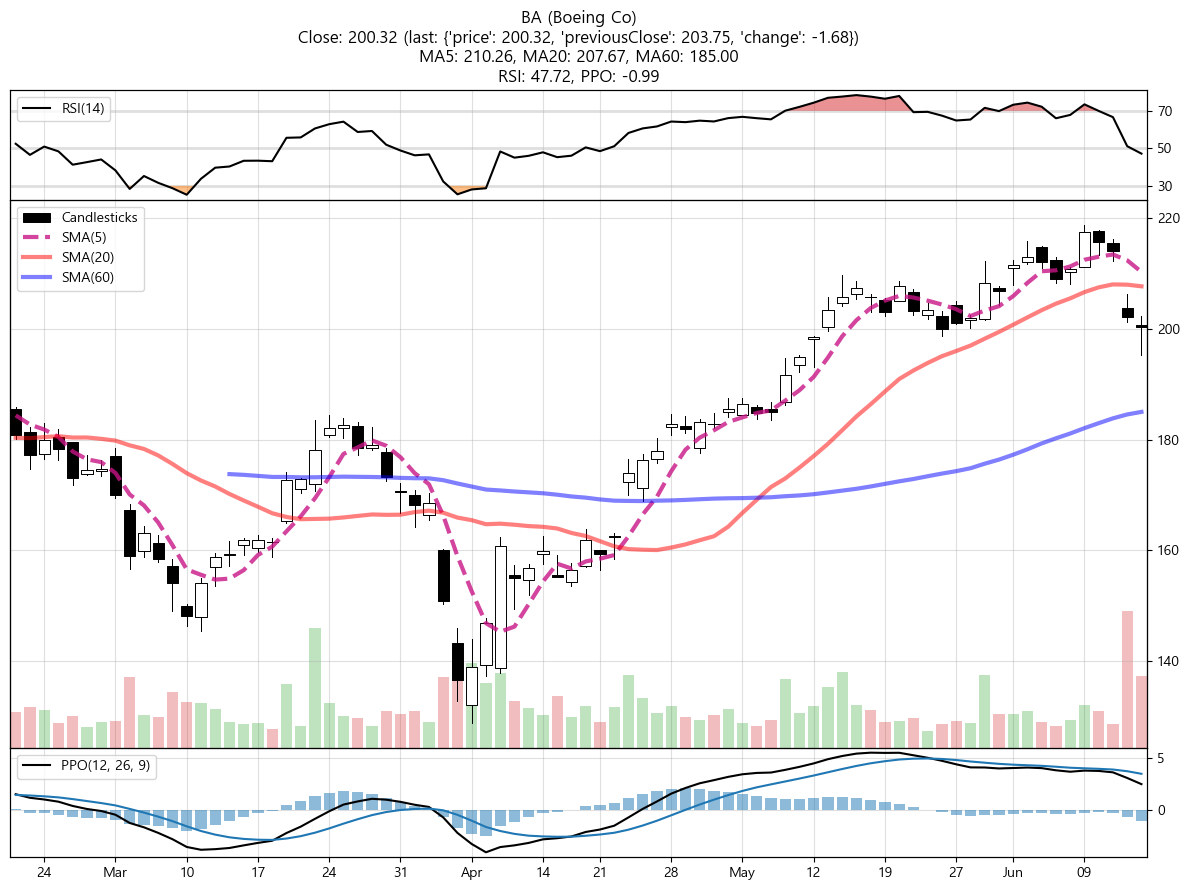 BA (Boeing Co)
Close: 200.32 (last: {'price': 200.32, 'previousClose': 203.75, 'change': -1.68})
MA5: 210.26, MA20: 207.67, MA60: 185.00
RSI: 47.72, PPO: -0.99
RSI(14)
70
50
30
Candlesticks
SMA(5)
SMA(20)
SMA(60)
220
200
180
160
140
PPO(12, 26, 9)
5
0
24 Mar 10 17 24 31 Apr 14 21 28 May 12 19 27 Jun 09